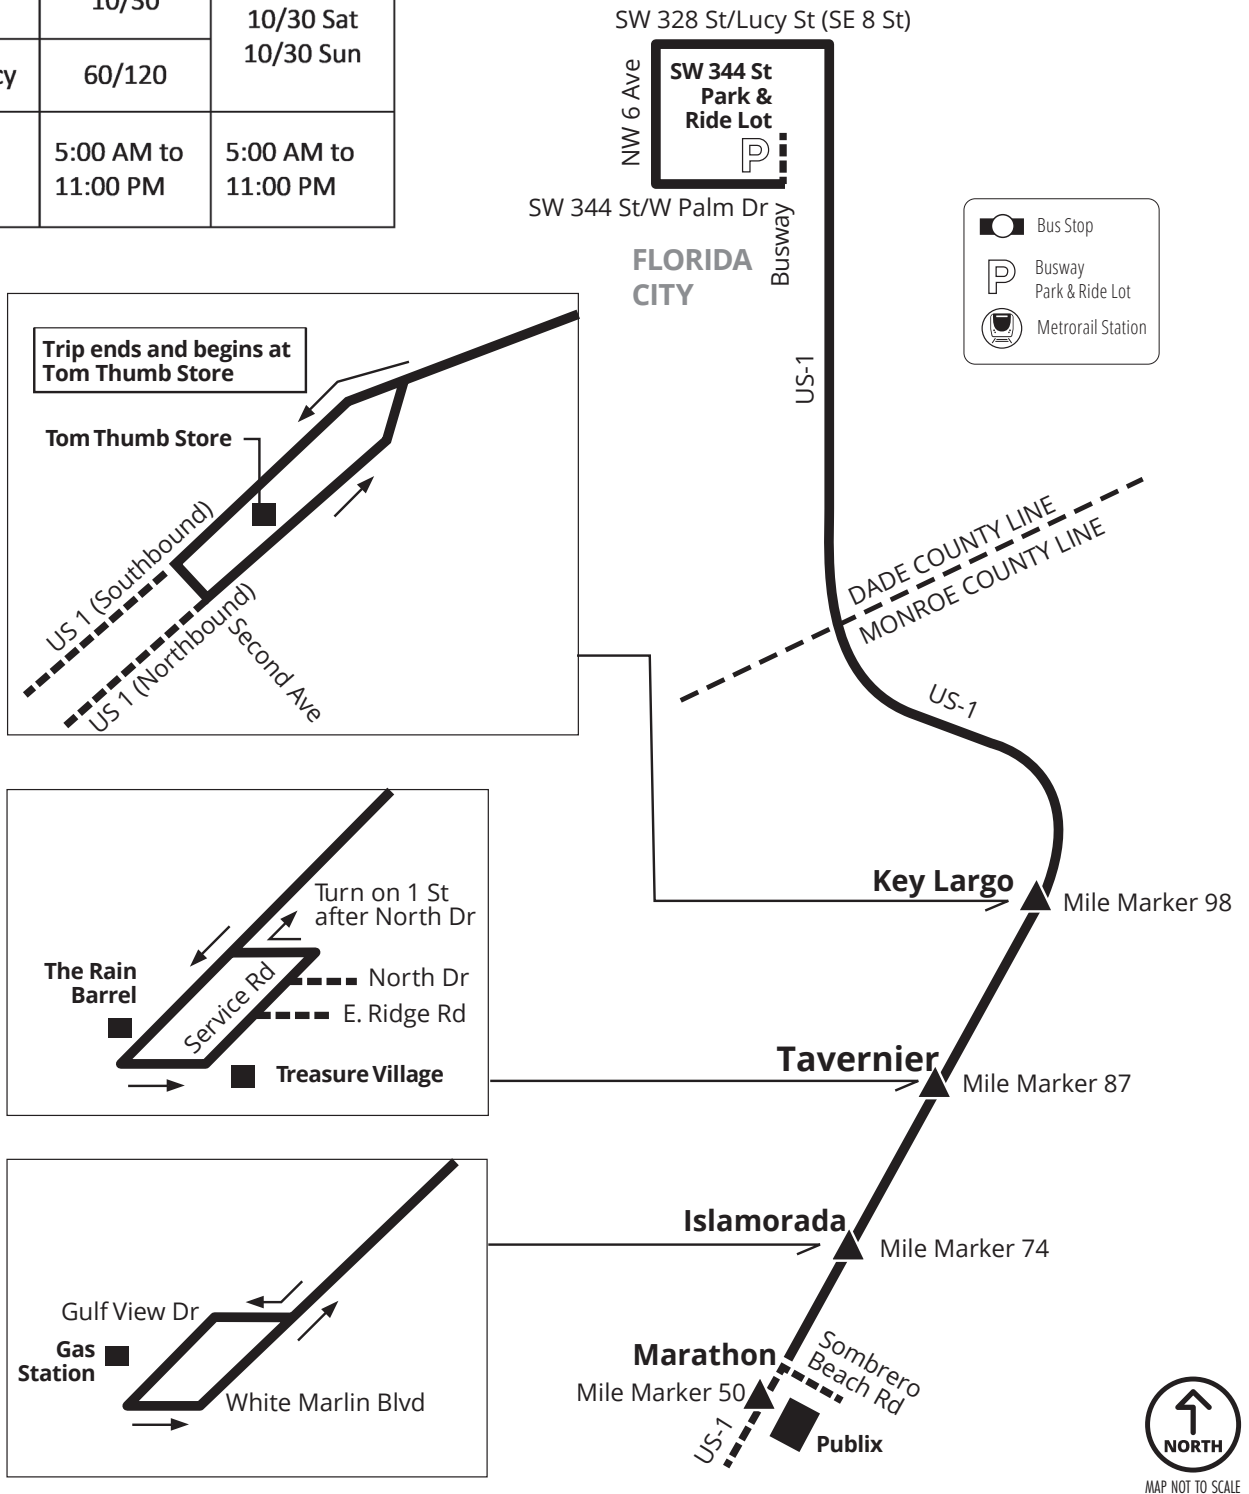 10/30
10/30 Sat
10/30 Sun
60/120
5:00 AM to
11:00 PM
5:00 AM to
11:00 PM
SW 328 St/Lucy St (SE 8 St)
NW 6 Ave
SW 344 St
Park &
Ride Lot
P
SW 344 St/W Palm Dr
Busway
FLORIDA
CITY
US-1
Bus Stop
P
Busway
Park & Ride Lot
Metrorail Station
Trip ends and begins at
Tom Thumb Store
Tom Thumb Store
US 1 (Southbound)
US 1 (Northbound)
Second Ave
DADE COUNTY LINE
MONROE COUNTY LINE
US-1
Key Largo
Mile Marker 98
Turn on 1 St
after North Dr
The Rain
Barrel
Service Rd
North Dr
E. Ridge Rd
Treasure Village
Tavernier
Mile Marker 87
Islamorada
Mile Marker 74
Gulf View Dr
Gas
Station
White Marlin Blvd
Marathon
Mile Marker 50
Sombrero
Beach Rd
US-1
Publix
NORTH
MAP NOT TO SCALE